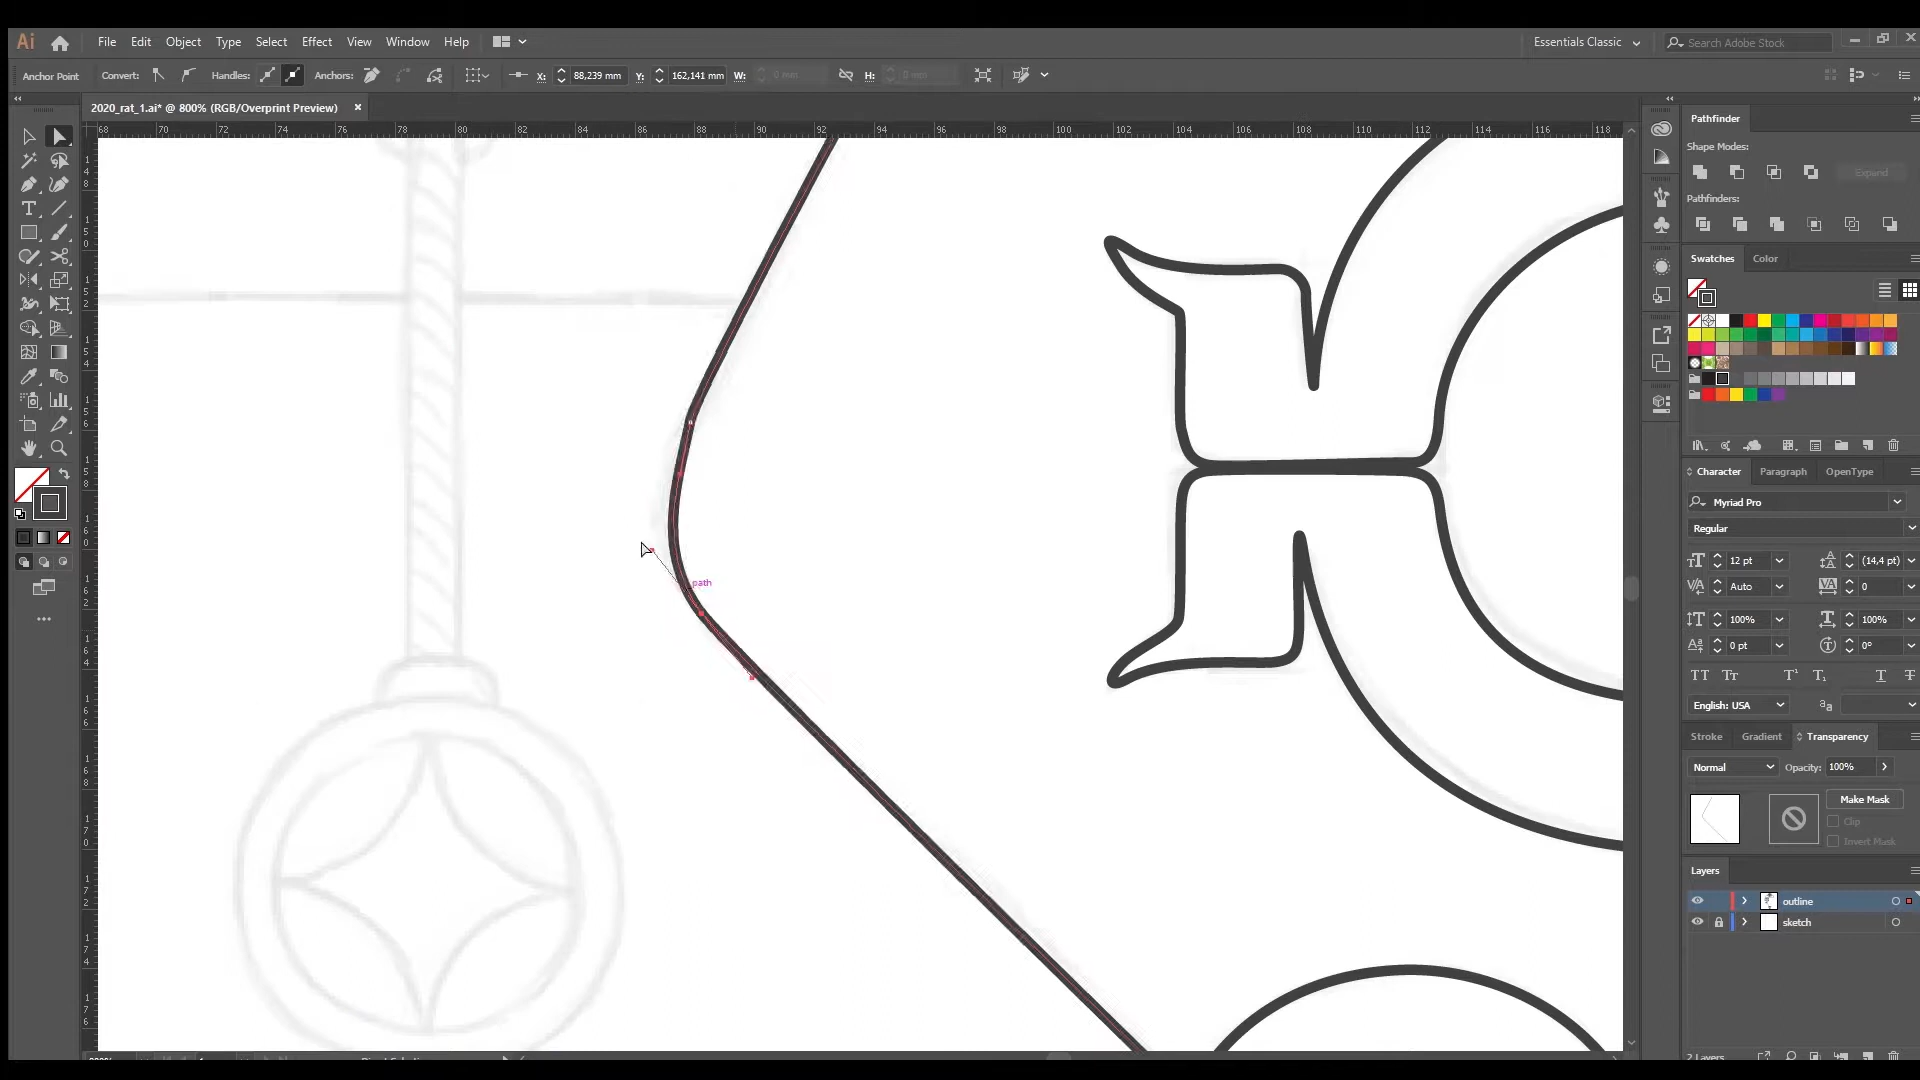 Ai File Edit Object Type Select Effect View Window Help Essentials Classic Search Adobe Stock
Anchor Point Convert: Handles: Anchors: X: 88,239 mm Y: 162,141 mm W: 0 mm H: 0 mm
2020_rat_1.ai* @ 800% (RGB/Overprint Preview) ×
68 70 72 74 76 78 80 82 84 86 88 90 92 94 96 98 100 102 104 106 108 110 112 114 116 118
path
Pathfinder
Shape Modes:
Expand
Pathfinders:
Swatches Color
Character Paragraph OpenType
Myriad Pro
Regular
12 pt (14,4 pt)
Auto 0
100% 100%
0 pt 0°
English: USA
Stroke Gradient Transparency
Normal Opacity: 100%
Make Mask
Clip
Invert Mask
Layers
outline
sketch
2 Layers